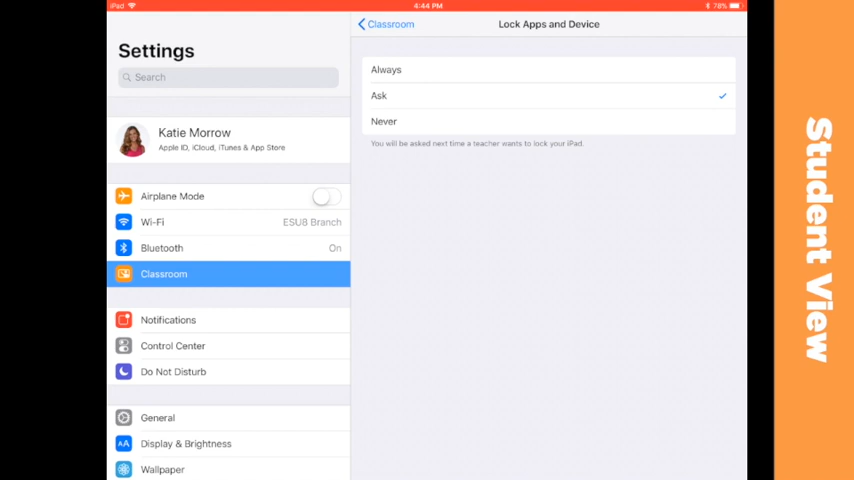 iPad
4:44 PM
78%
Settings
Search
Katie Morrow
Apple ID, iCloud, iTunes & App Store
Airplane Mode
Wi-Fi ESU8 Branch
Bluetooth On
Classroom
Notifications
Control Center
Do Not Disturb
General
AA Display & Brightness
Wallpaper
Classroom
Lock Apps and Device
Always
Ask
Never
You will be asked next time a teacher wants to lock your iPad.
Student View